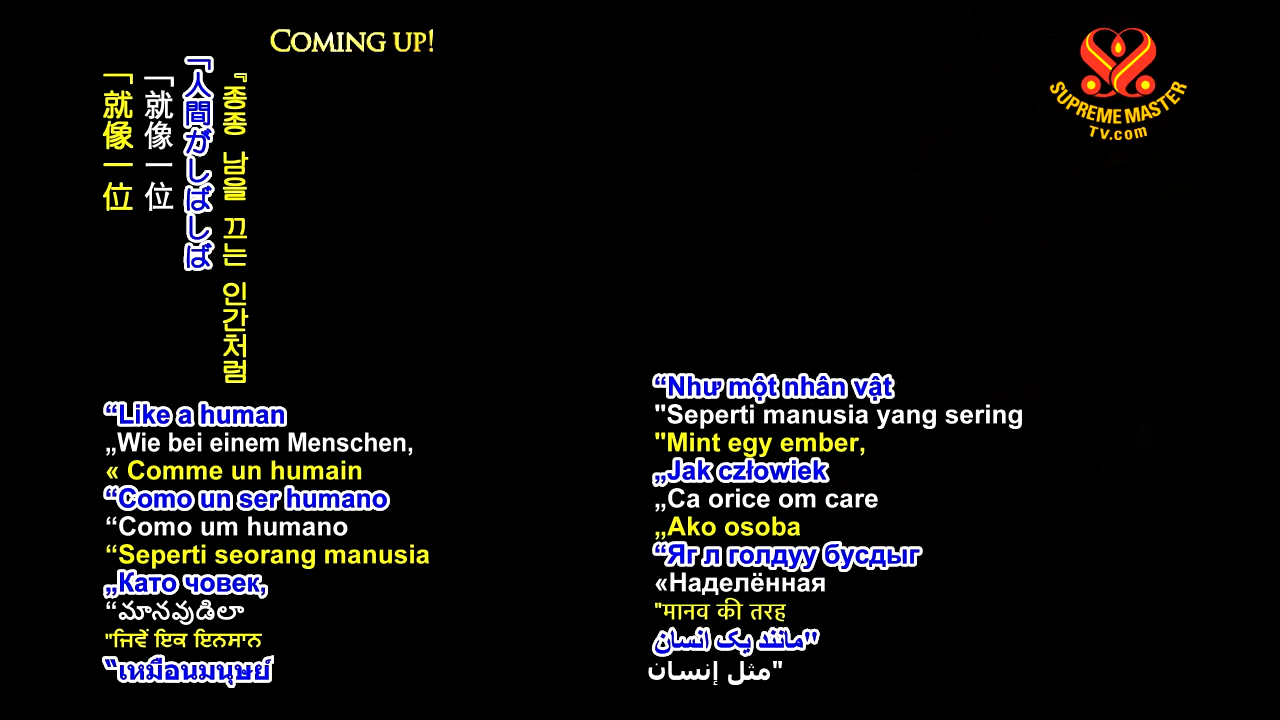 COMING UP!
SUPREME MASTER
TV.com
「就像一位
「就像一位
「人間がしばしば
『종종 남을 끄는 인간처럼
“Like a human
„Wie bei einem Menschen,
« Comme un humain
“Como un ser humano
“Como um humano
“Seperti seorang manusia
„Като човек,
“మానవుడిలా
"ਜਿਵੇਂ ਇਕ ਇਨਸਾਨ
“เหมือนมนุษย์
“Như một nhân vật
"Seperti manusia yang sering
"Mint egy ember,
„Jak człowiek
„Ca orice om care
„Ako osoba
“Яг л голдуу бусдыг
«Наделённая
"मानव की तरह
"مانند یک انسان
"مثل إنسان